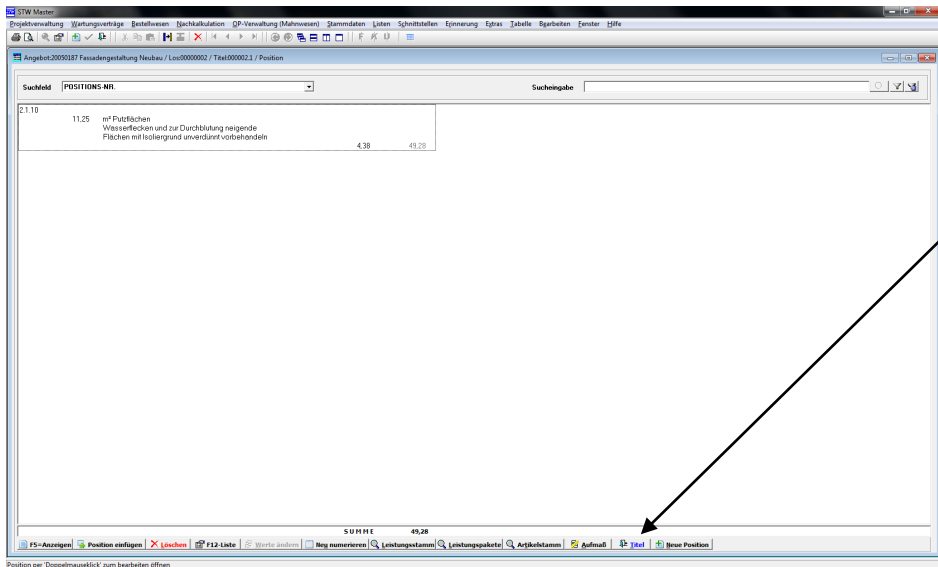 STW Master
Projektverwaltung Wartungsverträge Bestellwesen Nachkalkulation OP-Verwaltung (Mahnwesen) Stammdaten Listen Schnittstellen Erinnerung Extras Tabelle Bearbeiten Fenster Hilfe
F K U
Angebot:20050187 Fassadengestaltung Neubau / Los:00000002 / Titel:000002.1 / Position
Suchfeld POSITIONS-NR. Sucheingabe
2.1.10
11,25 m² Putzflächen
Wasserflecken und zur Durchblutung neigende
Flächen mit Isoliergrund unverdünnt vorbehandeln
4,38 49,28
SUMME 49,28
F5=Anzeigen Position einfügen Löschen F12-Liste Werte ändern Neu numerieren Leistungsstamm Leistungspakete Artikelstamm Aufmaß Titel Neue Position
Position per 'Doppelmauseklick' zum bearbeiten öffnen